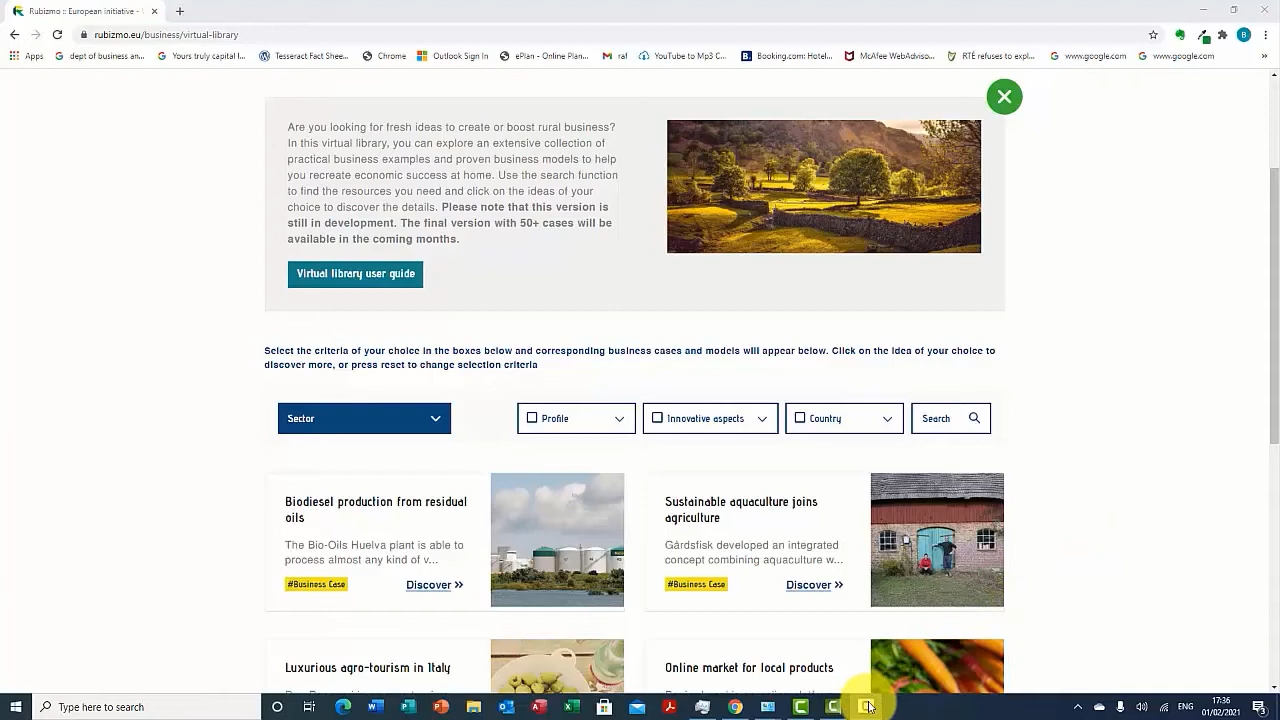 Rubizmo :: European initiative -
rubizmo.eu/business/virtual-library
Apps
dept of business an...
Yours truly capital l...
Tesseract Fact Shee...
Chrome
Outlook Sign In
ePlan - Online Plan...
raf
YouTube to Mp3 C...
Booking.com: Hotel...
McAfee WebAdviso...
RTÉ refuses to expl...
www.google.com
www.google.com
Are you looking for fresh ideas to create or boost rural business?
In this virtual library, you can explore an extensive collection of
practical business examples and proven business models to help
you recreate economic success at home. Use the search function
to find the resources you need and click on the ideas of your
choice to discover the details. Please note that this version is
still in development. The final version with 50+ cases will be
available in the coming months.
Virtual library user guide
Select the criteria of your choice in the boxes below and corresponding business cases and models will appear below. Click on the idea of your choice to
discover more, or press reset to change selection criteria
Sector
Profile
Innovative aspects
Country
Search
Biodiesel production from residual
oils
The Bio-Oils Huelva plant is able to
process almost any kind of v...
#Business Case
Discover »
Sustainable aquaculture joins
agriculture
Gårdsfisk developed an integrated
concept combining aquaculture w...
#Business Case
Discover »
Luxurious agro-tourism in Italy
Online market for local products
Type here to search
ENG
17:36
01/02/2021